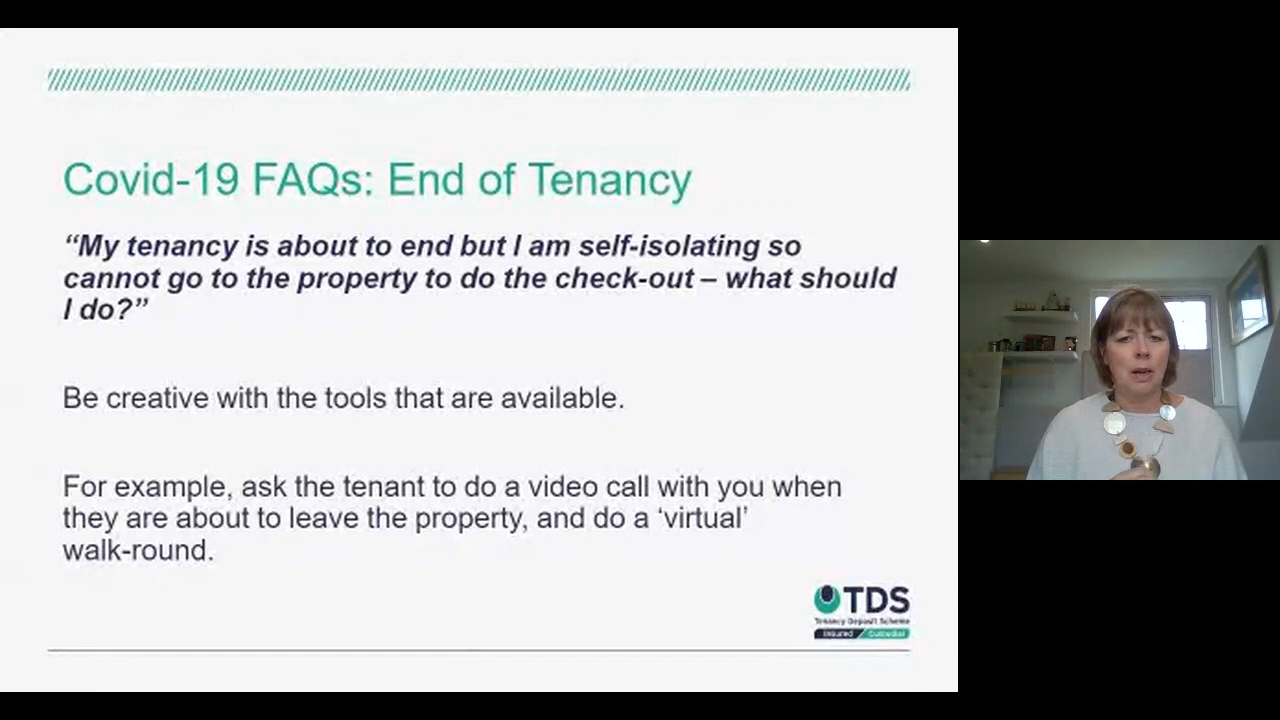 Covid-19 FAQs: End of Tenancy
“My tenancy is about to end but I am self-isolating so
cannot go to the property to do the check-out – what should
I do?”
Be creative with the tools that are available.
For example, ask the tenant to do a video call with you when
they are about to leave the property, and do a ‘virtual’
walk-round.
TDS
Tenancy Deposit Scheme
Insured Custodial